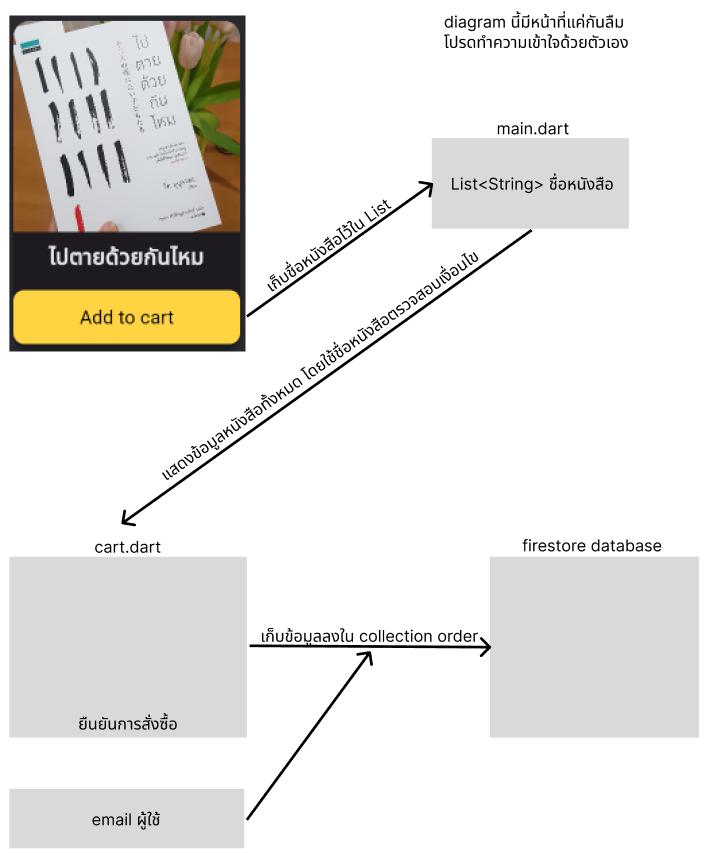 diagram นี้มีหน้าที่แค่กันลืม
โปรดทำความเข้าใจด้วยตัวเอง
ไป
ตาย
ด้วย
กัน
ไหม
ไปตายด้วยกันไหม
Add to cart
เก็บชื่อหนังสือไว้ใน List
main.dart
List<String> ชื่อหนังสือ
แสดงข้อมูลหนังสือทั้งหมด โดยใช้ชื่อหนังสือตรวจสอบเงื่อนไข
cart.dart
ยืนยันการสั่งซื้อ
เก็บข้อมูลลงใน collection order
firestore database
email ผู้ใช้